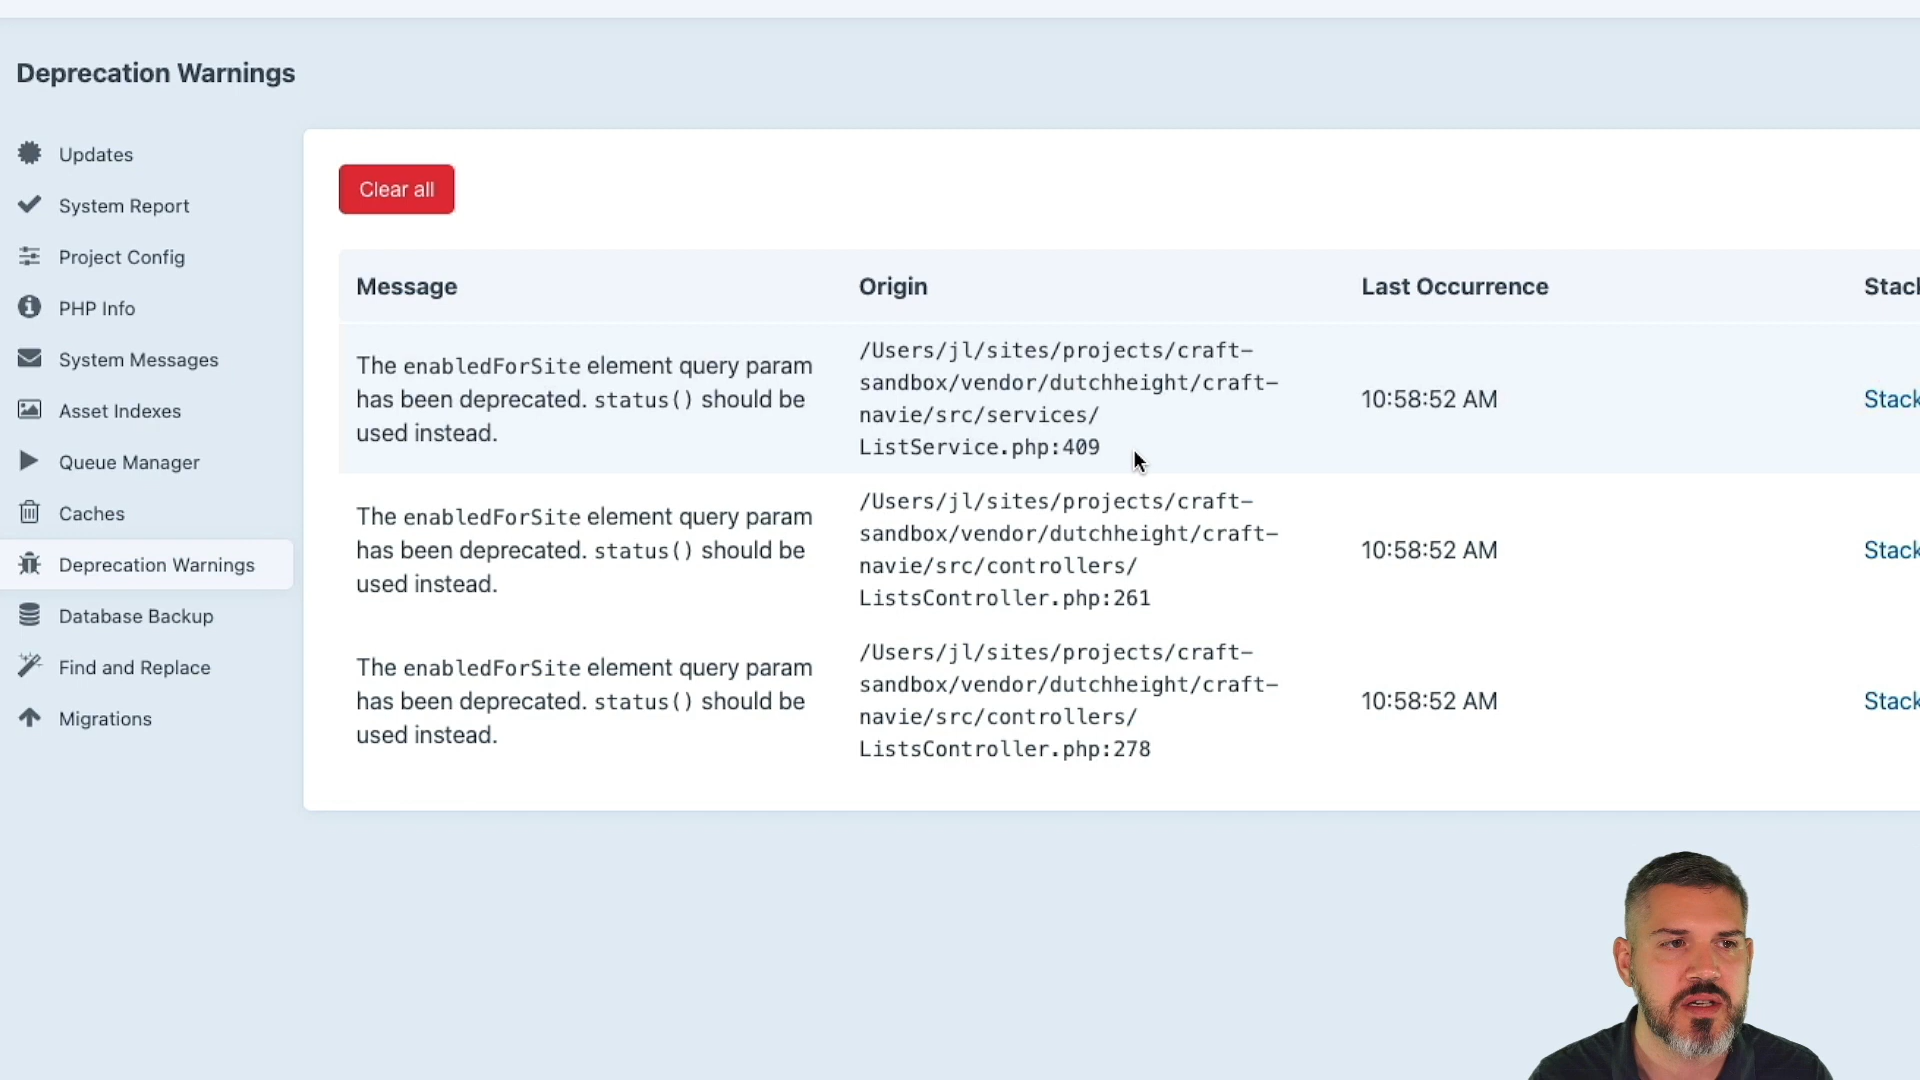 Deprecation Warnings
Updates
System Report
Project Config
PHP Info
System Messages
Asset Indexes
Queue Manager
Caches
Deprecation Warnings
Database Backup
Find and Replace
Migrations
Clear all
Message
Origin
Last Occurrence
Stack
The enabledForSite element query param
has been deprecated. status() should be
used instead.
/Users/jl/sites/projects/craft-
sandbox/vendor/dutchheight/craft-
navie/src/services/
ListService.php:409
10:58:52 AM
Stack
The enabledForSite element query param
has been deprecated. status() should be
used instead.
/Users/jl/sites/projects/craft-
sandbox/vendor/dutchheight/craft-
navie/src/controllers/
ListsController.php:261
10:58:52 AM
Stack
The enabledForSite element query param
has been deprecated. status() should be
used instead.
/Users/jl/sites/projects/craft-
sandbox/vendor/dutchheight/craft-
navie/src/controllers/
ListsController.php:278
10:58:52 AM
Stack